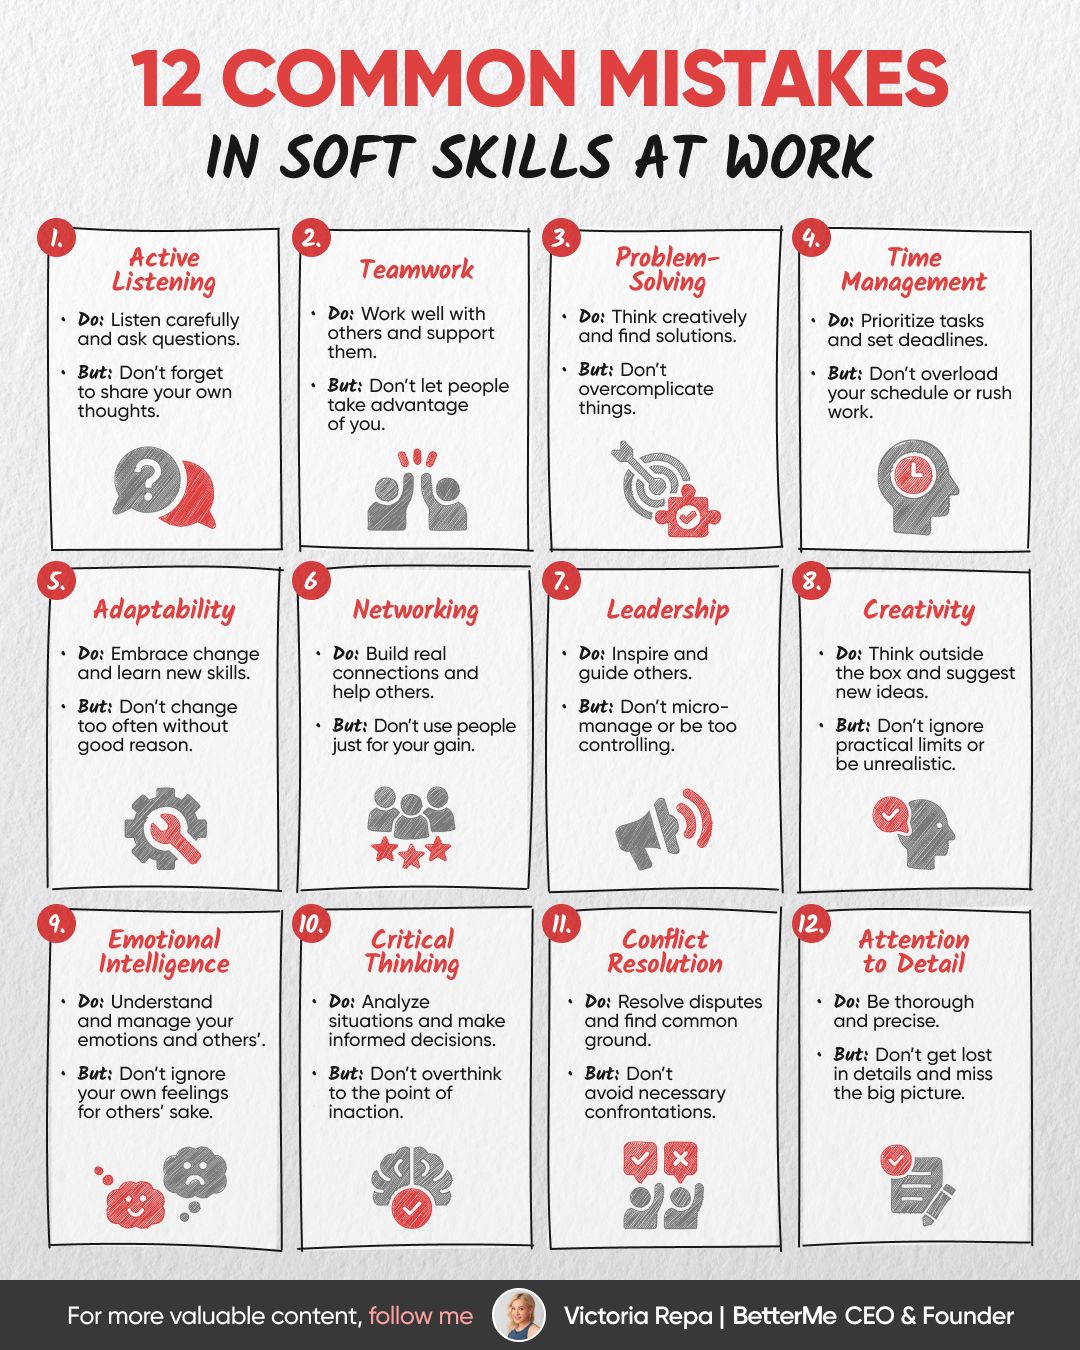 12 COMMON MISTAKES
IN SOFT SKILLS AT WORK
1.
Active
Listening
• Do: Listen carefully
and ask questions.
• But: Don't forget
to share your own
thoughts.
2.
Teamwork
• Do: Work well with
others and support
them.
• But: Don't let people
take advantage
of you.
3.
Problem-
Solving
• Do: Think creatively
and find solutions.
• But: Don't
overcomplicate
things.
4.
Time
Management
• Do: Prioritize tasks
and set deadlines.
• But: Don't overload
your schedule or rush
work.
5.
Adaptability
• Do: Embrace change
and learn new skills.
• But: Don't change
too often without
good reason.
6
Networking
• Do: Build real
connections and
help others.
• But: Don't use people
just for your gain.
7.
Leadership
• Do: Inspire and
guide others.
• But: Don't micro-
manage or be too
controlling.
8.
Creativity
• Do: Think outside
the box and suggest
new ideas.
• But: Don't ignore
practical limits or
be unrealistic.
9.
Emotional
Intelligence
• Do: Understand
and manage your
emotions and others'.
• But: Don't ignore
your own feelings
for others' sake.
10.
Critical
Thinking
• Do: Analyze
situations and make
informed decisions.
• But: Don't overthink
to the point of
inaction.
11.
Conflict
Resolution
• Do: Resolve disputes
and find common
ground.
• But: Don't
avoid necessary
confrontations.
12.
Attention
to Detail
• Do: Be thorough
and precise.
• But: Don't get lost
in details and miss
the big picture.
For more valuable content, follow me
Victoria Repa | BetterMe CEO & Founder